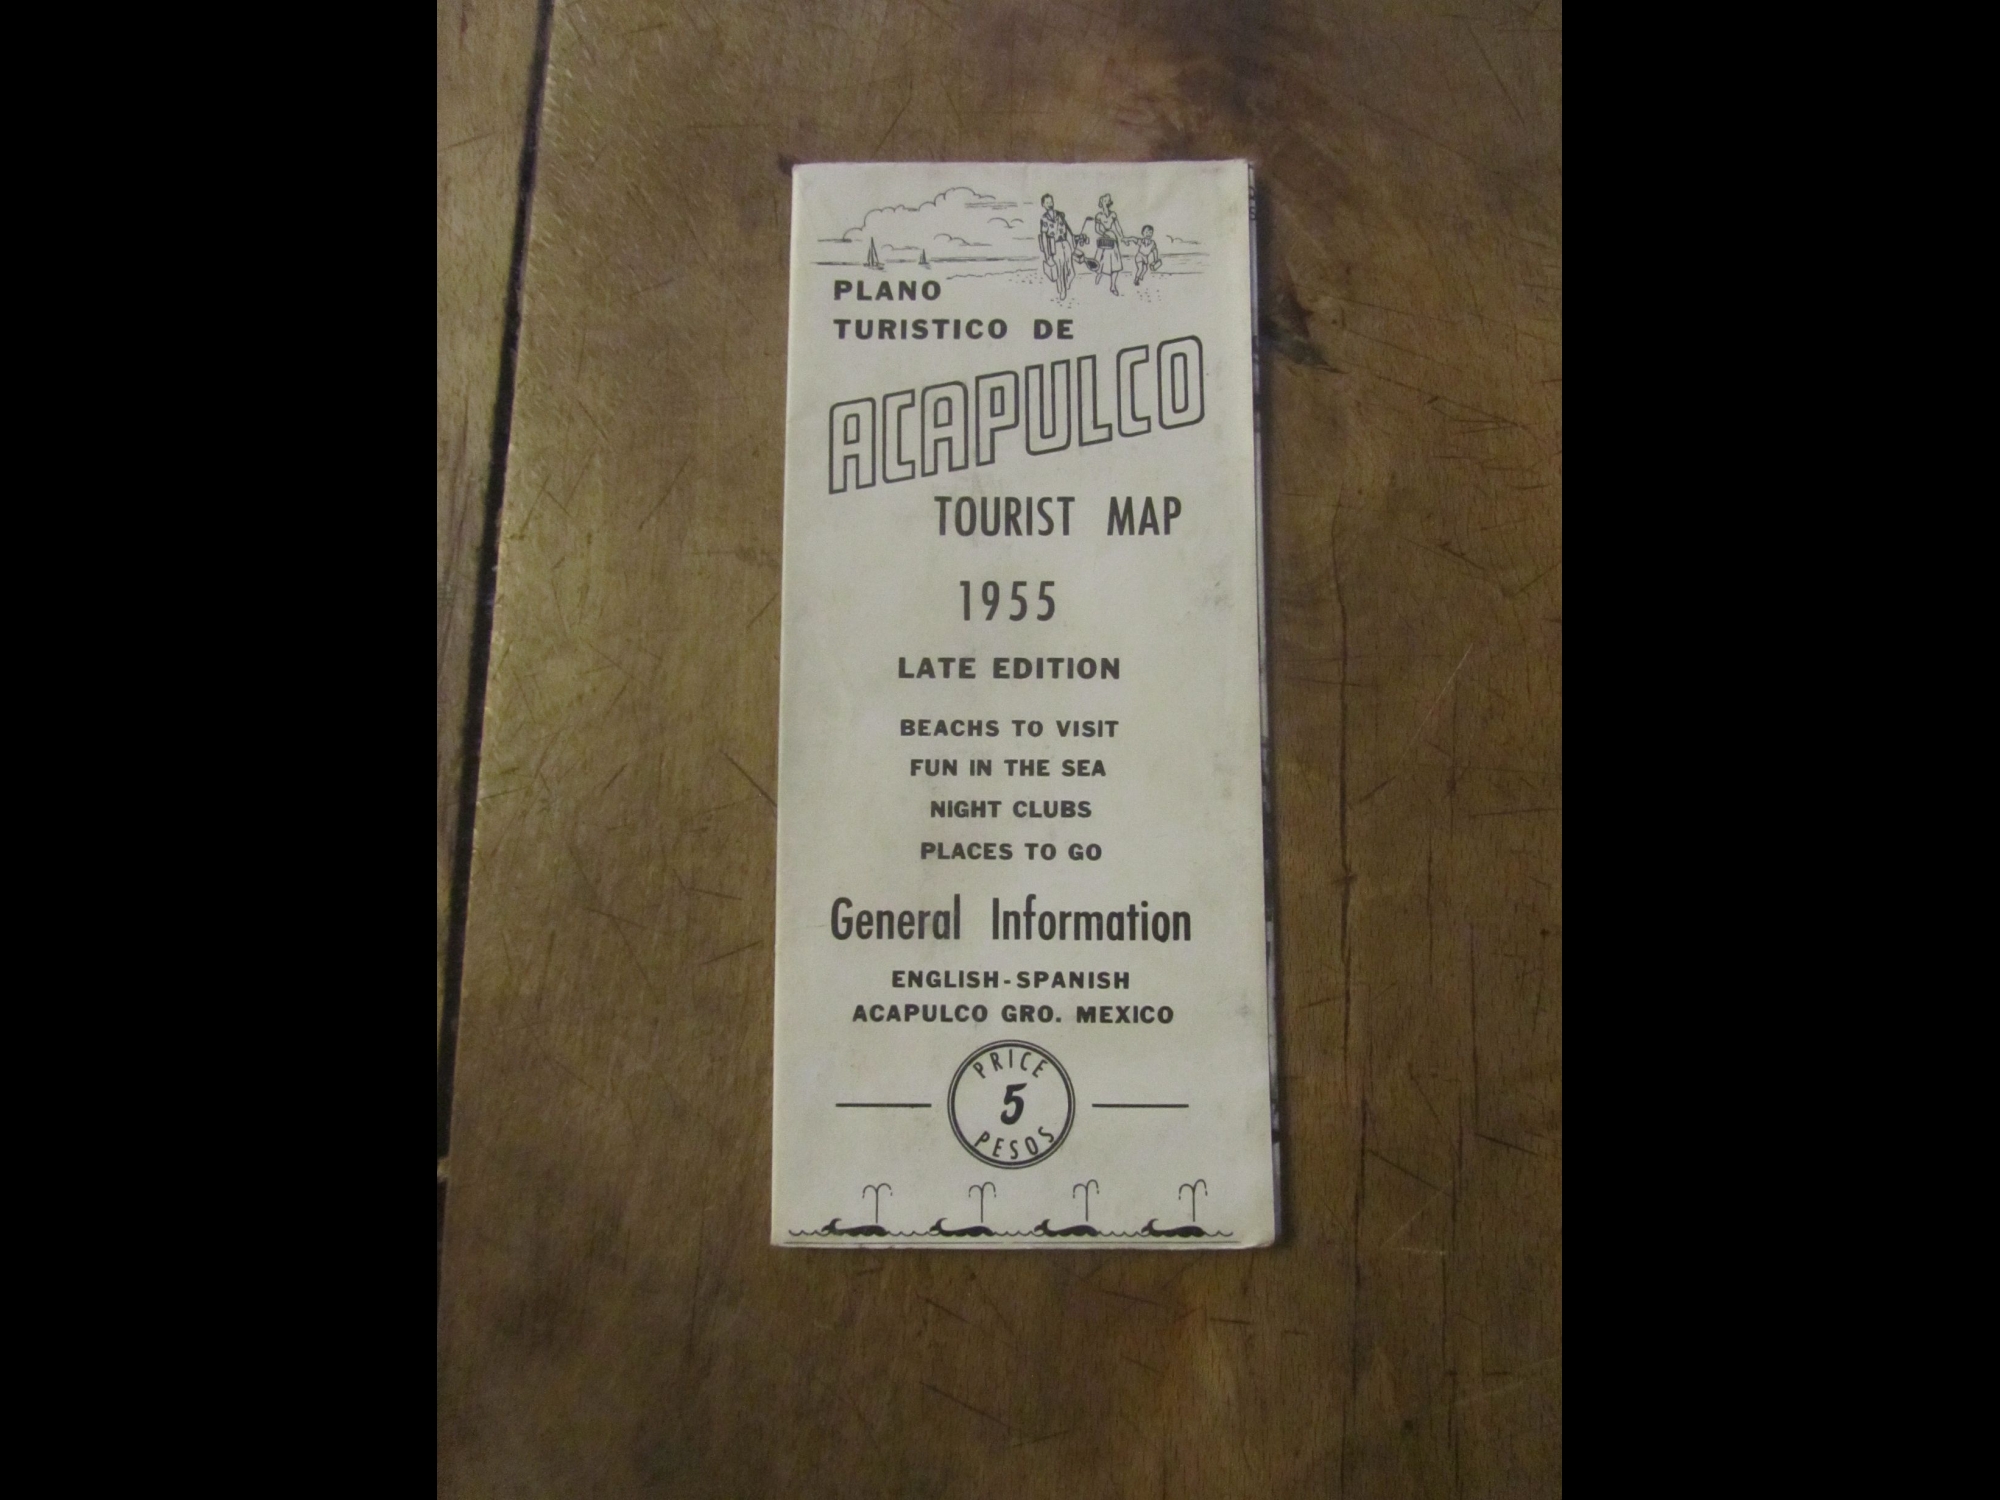 PLANO
TURISTICO DE
ACAPULCO
TOURIST MAP
1955
LATE EDITION
BEACHS TO VISIT
FUN IN THE SEA
NIGHT CLUBS
PLACES TO GO
General Information
ENGLISH-SPANISH
ACAPULCO GRO. MEXICO
PRICE
5
PESOS